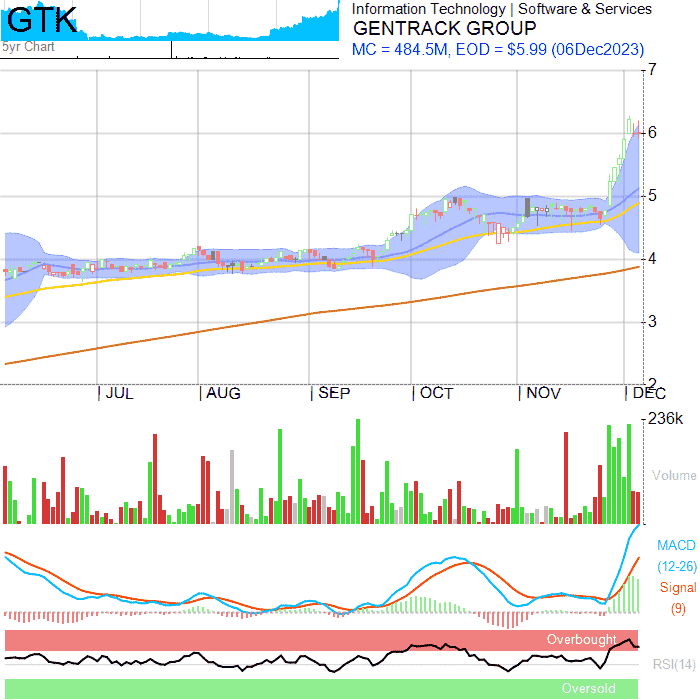 GTK
5yr Chart
Information Technology | Software & Services
GENTRACK GROUP
MC = 484.5M, EOD = $5.99 (06Dec2023)
7
6
5
4
3
2
JUL
AUG
SEP
OCT
NOV
DEC
236k
Volume
MACD
(12-26)
Signal
(9)
Overbought
RSI(14)
Oversold